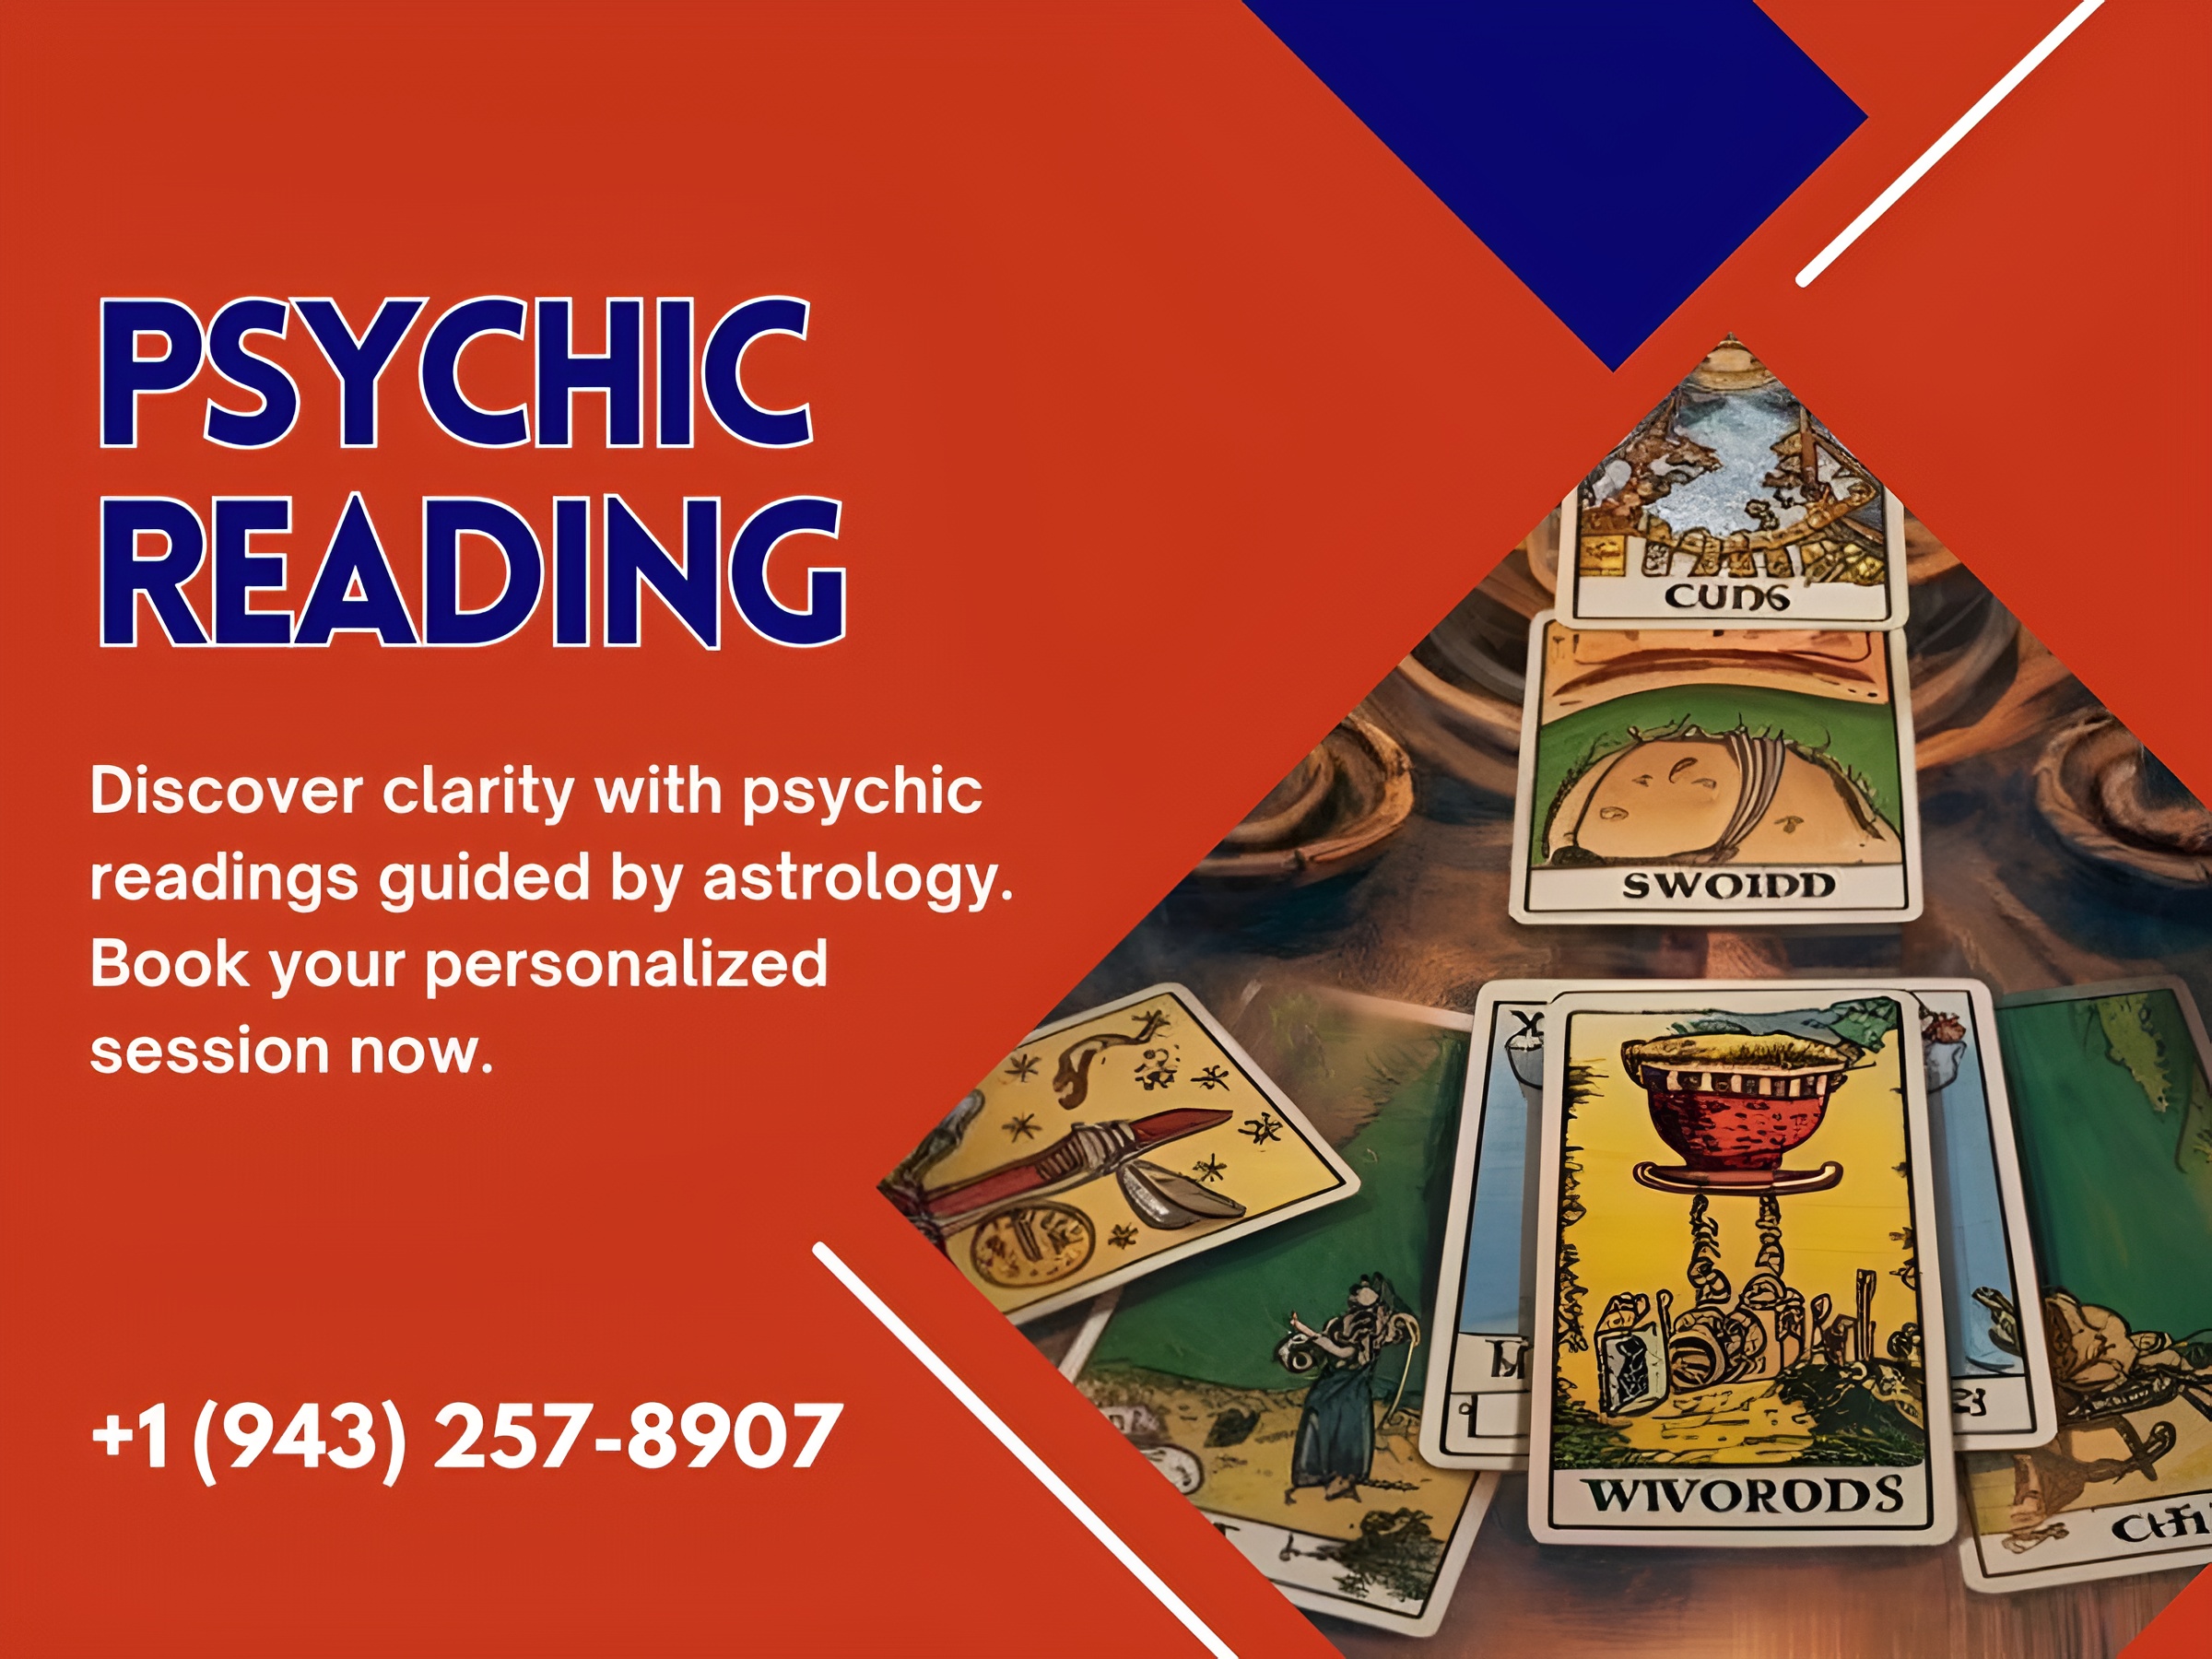 PSYCHIC
READING
Discover clarity with psychic
readings guided by astrology.
Book your personalized
session now.
+1 (943) 257-8907
CUNG
SWOIDD
WIVORODS